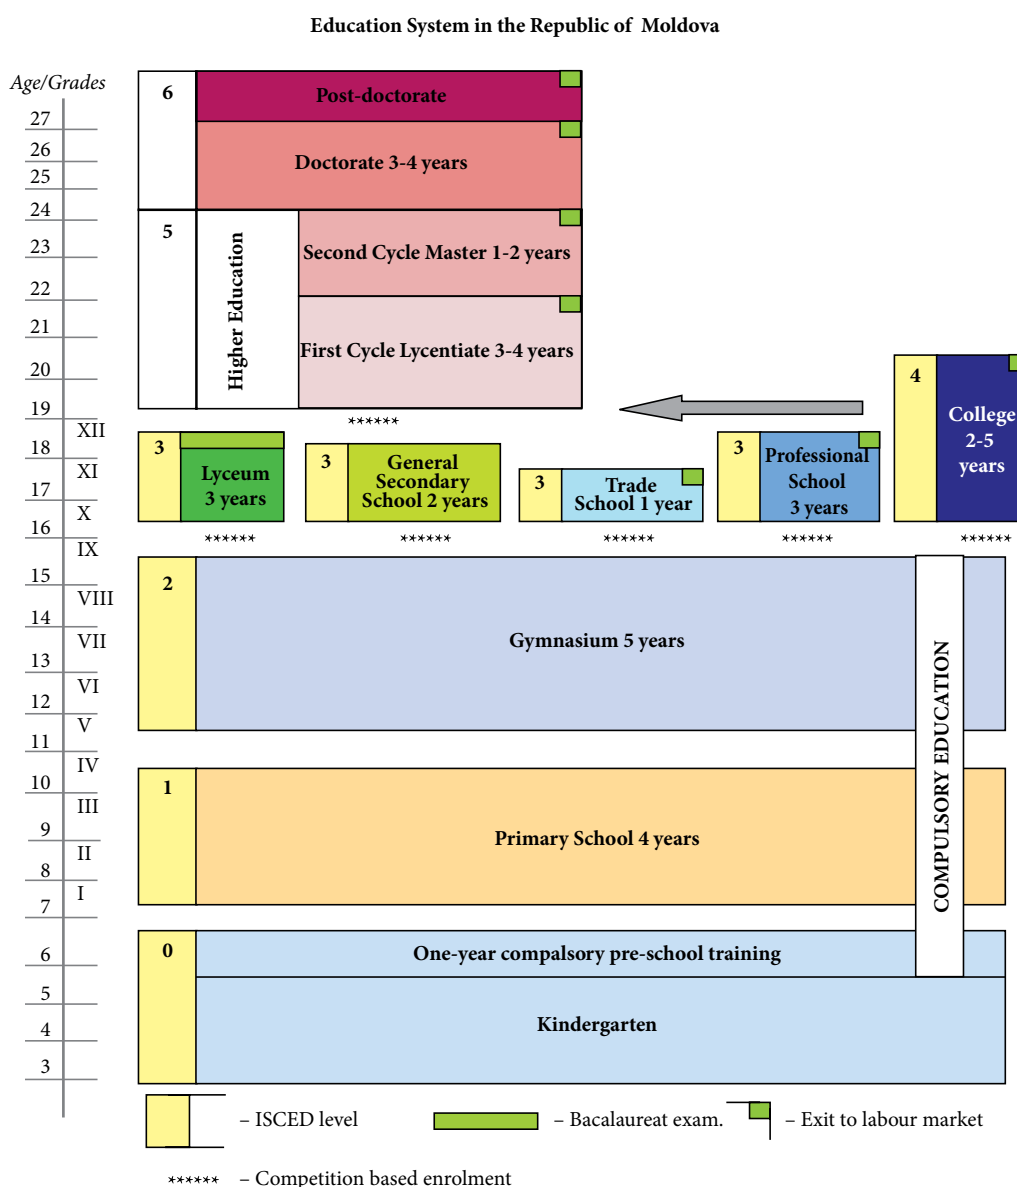 Education System in the Republic of Moldova
Age/Grades
27
26
25
24
23
22
21
20
19
XII
18
XI
17
X
16
IX
15
VIII
14
VII
13
VI
12
V
11
IV
10
III
9
II
8
I
7
6
5
4
3
6
Post-doctorate
Doctorate 3-4 years
5
Higher Education
Second Cycle Master 1-2 years
First Cycle Lycentiate 3-4 years
******
3
Lyceum
3 years
3
General
Secondary
School 2 years
3
Trade
School 1 year
3
Professional
School
3 years
4
College
2-5
years
******
******
******
******
******
2
Gymnasium 5 years
1
Primary School 4 years
COMPULSORY EDUCATION
0
One-year compalsory pre-school training
Kindergarten
– ISCED level
– Bacalaureat exam.
– Exit to labour market
****** – Competition based enrolment